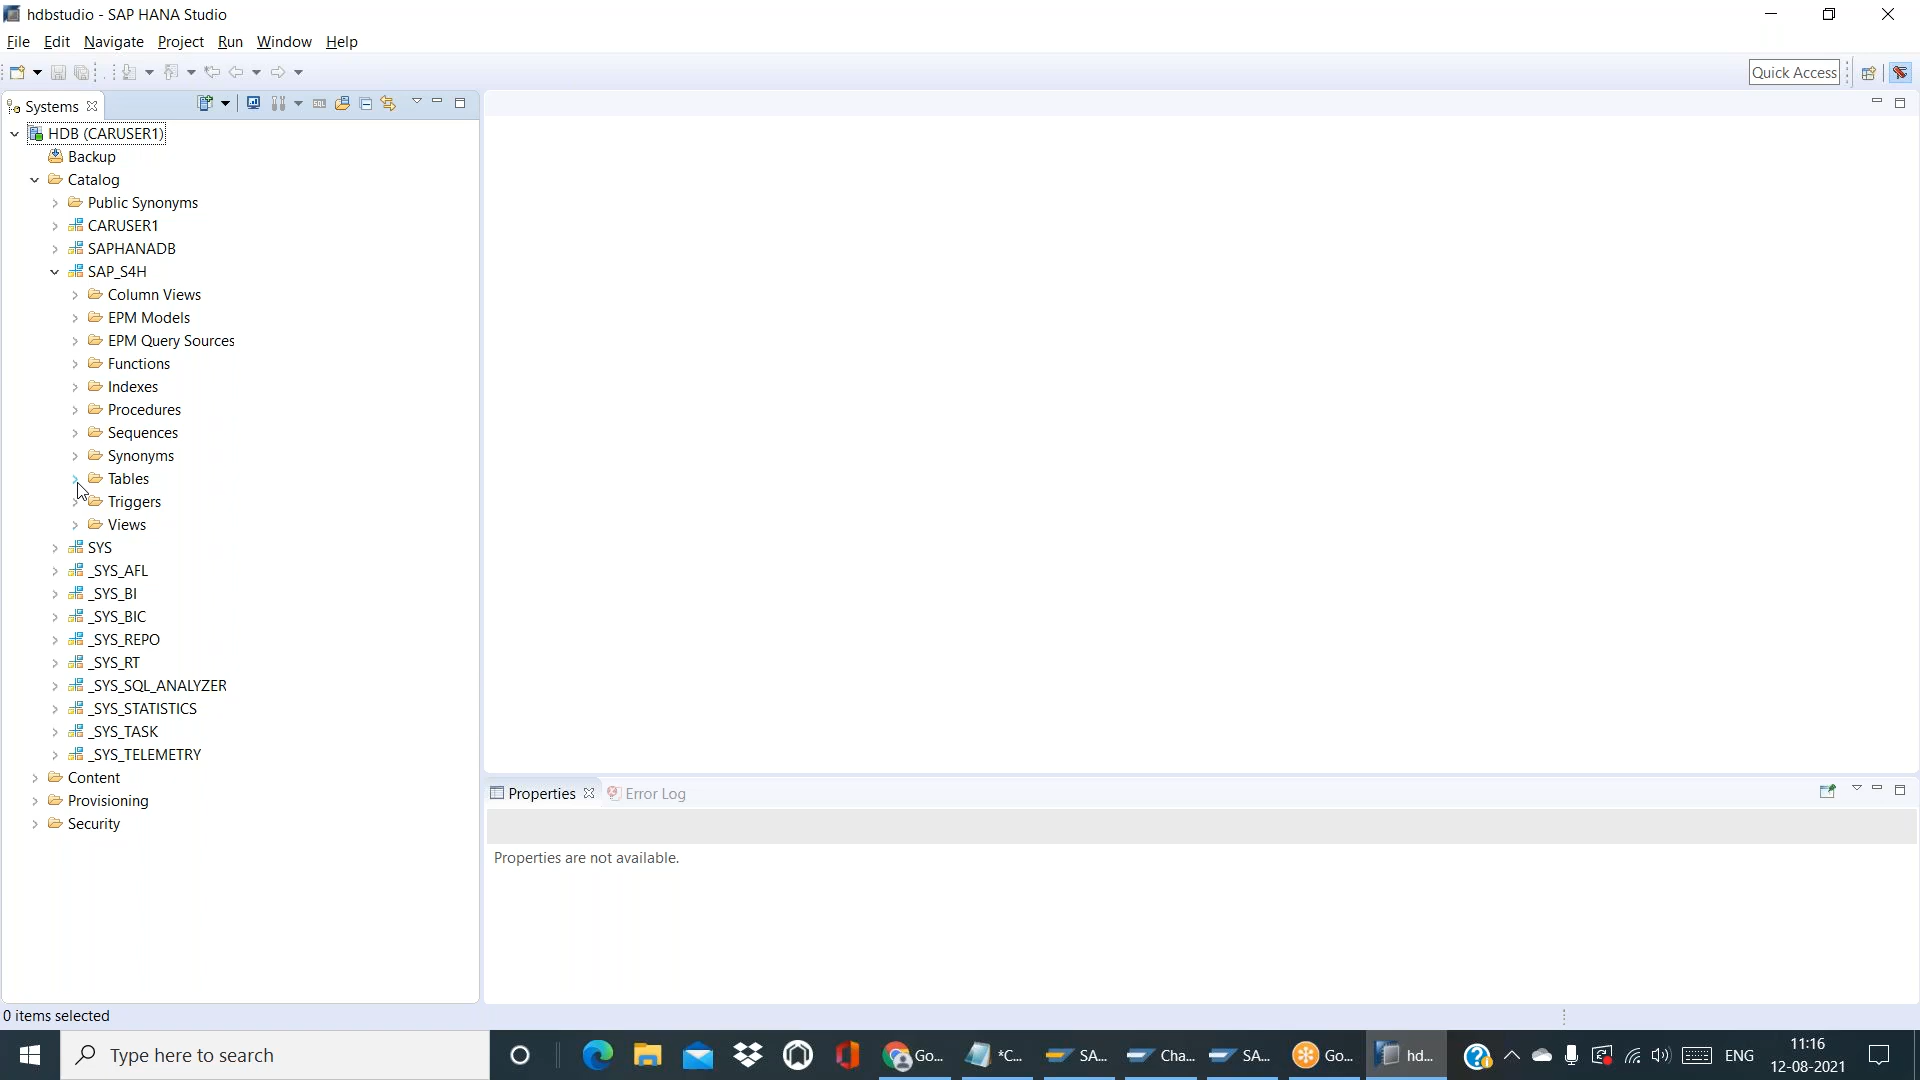 hdbstudio - SAP HANA Studio
File Edit Navigate Project Run Window Help
Quick Access
Systems
HDB (CARUSER1)
Backup
Catalog
Public Synonyms
CARUSER1
SAPHANADB
SAP_S4H
Column Views
EPM Models
EPM Query Sources
Functions
Indexes
Procedures
Sequences
Synonyms
Tables
Triggers
Views
SYS
_SYS_AFL
_SYS_BI
_SYS_BIC
_SYS_REPO
_SYS_RT
_SYS_SQL_ANALYZER
_SYS_STATISTICS
_SYS_TASK
_SYS_TELEMETRY
Content
Provisioning
Security
Properties Error Log
Properties are not available.
0 items selected
Type here to search
Go... *C... SA... Cha... SA... Go... hd...
ENG
11:16
12-08-2021